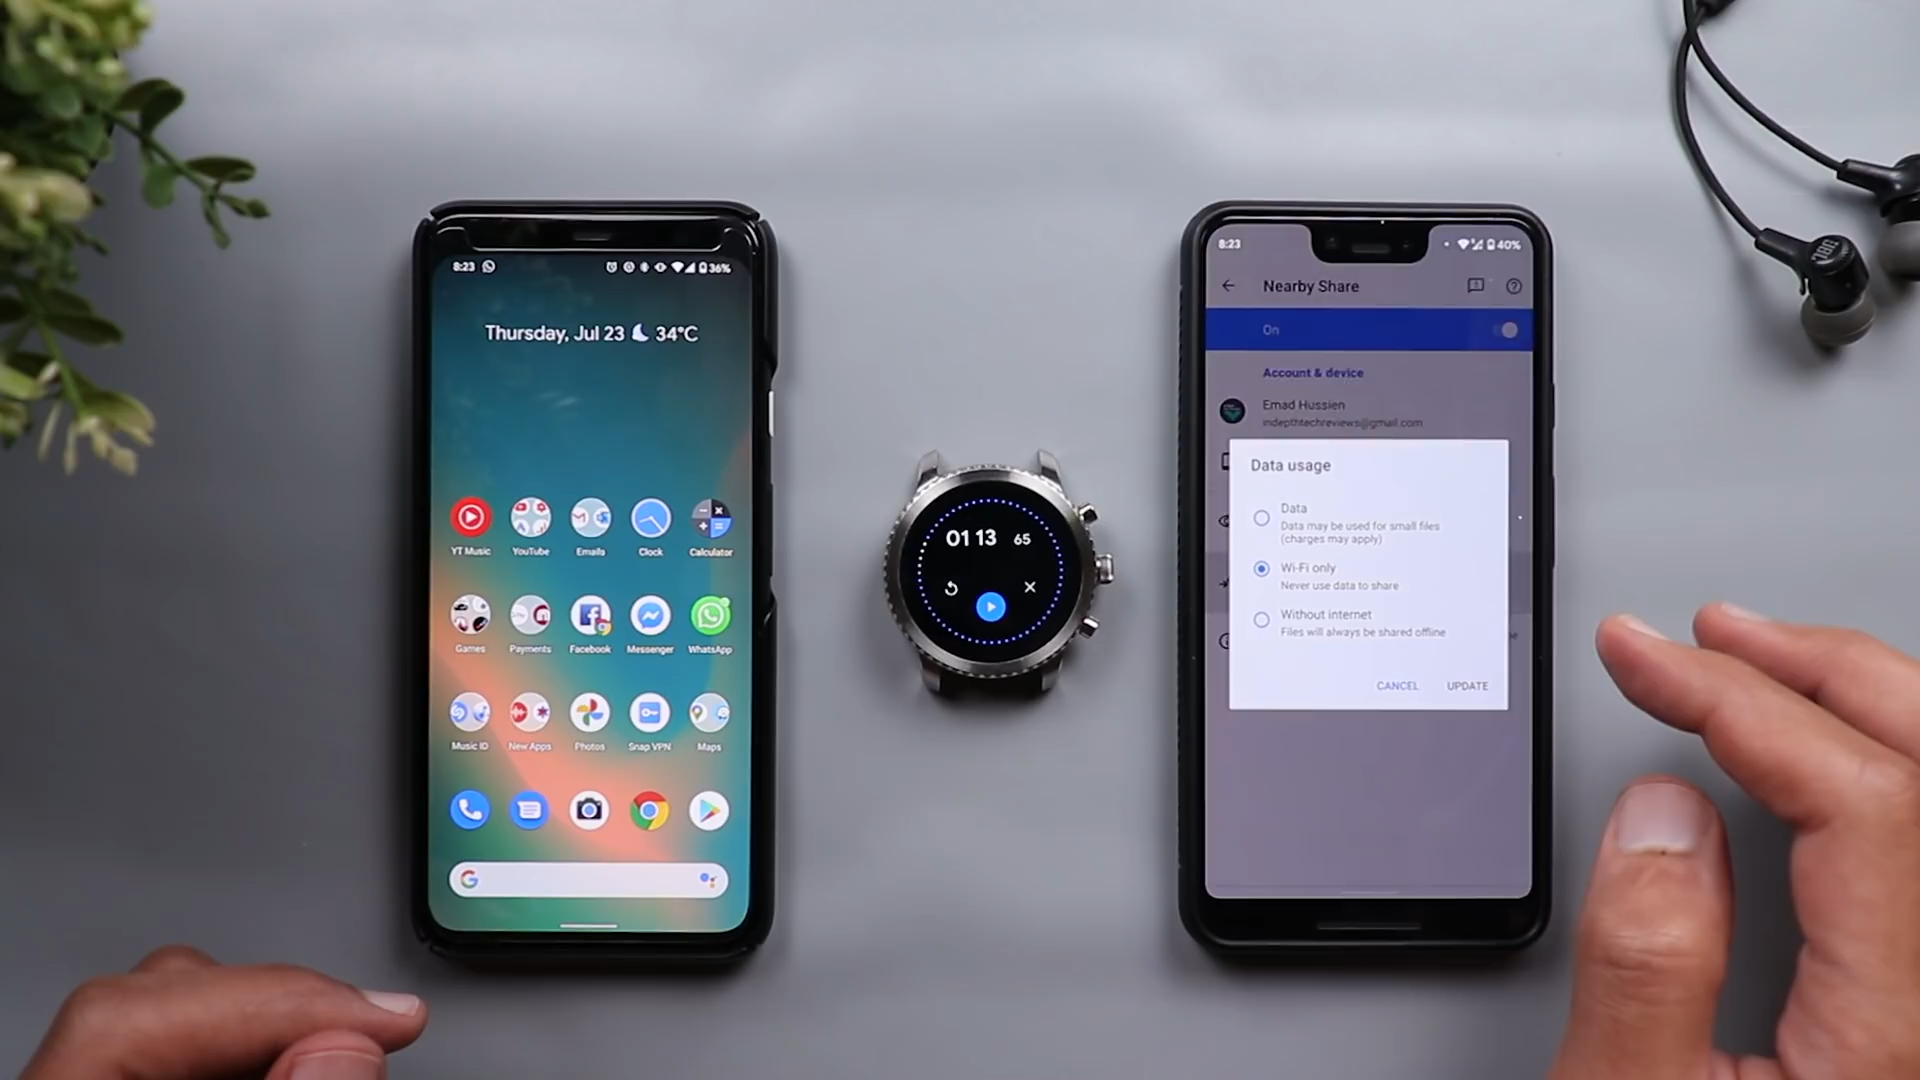 8:23
36%
Thursday, Jul 23 34°C
YT Music YouTube Emails Clock Calculator
Games Payments Facebook Messenger WhatsApp
Music ID New Apps Photos Snap VPN Maps
01 13 65
8:23 40%
Nearby Share
On
Account & device
Emad Hussien
indepthtechreviews@gmail.com
Data usage
Data
Data may be used for small files
(charges may apply)
Wi-Fi only
Never use data to share
Without internet
Files will always be shared offline
CANCEL UPDATE
JBL